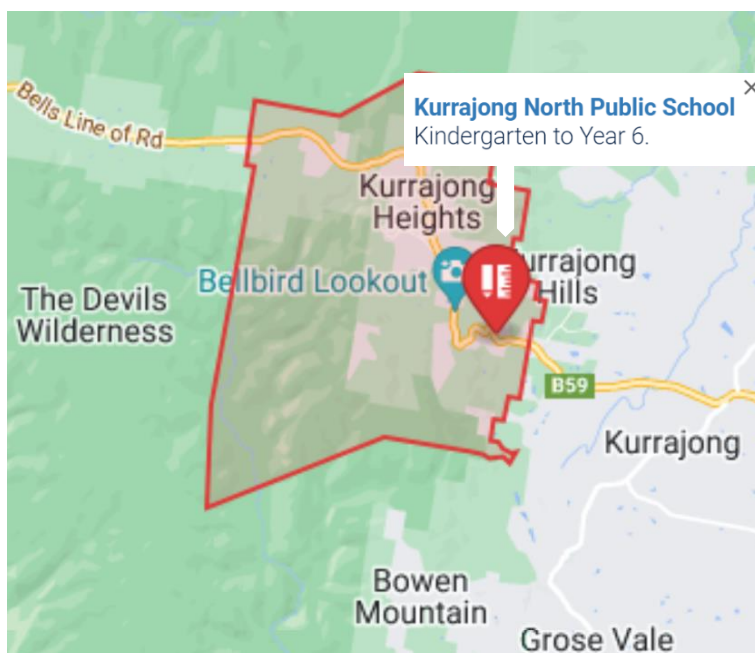 Bells Line of Rd
Kurrajong North Public School
Kindergarten to Year 6.
Kurrajong
Heights
Bellbird Lookout
urrajong
Hills
The Devils
Wilderness
B59
Kurrajong
Bowen
Mountain
Grose Vale